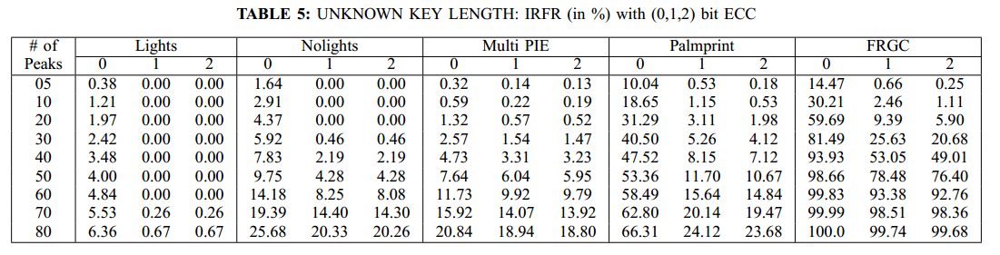 TABLE 5: UNKNOWN KEY LENGTH: IRFR (in %) with (0,1,2) bit ECC
# of Lights Nolights Multi PIE Palmprint FRGC
Peaks 0 1 2 0 1 2 0 1 2 0 1 2 0 1 2
05 0.38 0.00 0.00 1.64 0.00 0.00 0.32 0.14 0.13 10.04 0.53 0.18 14.47 0.66 0.25
10 1.21 0.00 0.00 2.91 0.00 0.00 0.59 0.22 0.19 18.65 1.15 0.53 30.21 2.46 1.11
20 1.97 0.00 0.00 4.37 0.00 0.00 1.32 0.57 0.52 31.29 3.11 1.98 59.69 9.39 5.90
30 2.42 0.00 0.00 5.92 0.46 0.46 2.57 1.54 1.47 40.50 5.26 4.12 81.49 25.63 20.68
40 3.48 0.00 0.00 7.83 2.19 2.19 4.73 3.31 3.23 47.52 8.15 7.12 93.93 53.05 49.01
50 4.00 0.00 0.00 9.75 4.28 4.28 7.64 6.04 5.95 53.36 11.70 10.67 98.66 78.48 76.40
60 4.84 0.00 0.00 14.18 8.25 8.08 11.73 9.92 9.79 58.49 15.64 14.84 99.83 93.38 92.76
70 5.53 0.26 0.26 19.39 14.40 14.30 15.92 14.07 13.92 62.80 20.14 19.47 99.99 98.51 98.36
80 6.36 0.67 0.67 25.68 20.33 20.26 20.84 18.94 18.80 66.31 24.12 23.68 100.0 99.74 99.68